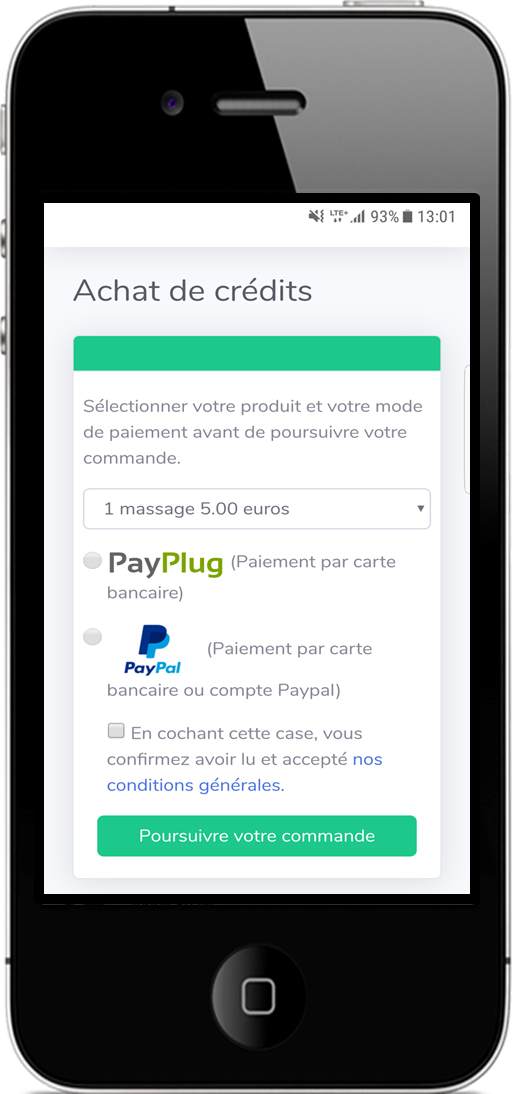 LTE+ 93% 13:01
Achat de crédits
Sélectionner votre produit et votre mode
de paiement avant de poursuivre votre
commande.
1 massage 5.00 euros
PayPlug (Paiement par carte
bancaire)
PayPal (Paiement par carte
bancaire ou compte Paypal)
En cochant cette case, vous
confirmez avoir lu et accepté nos
conditions générales.
Poursuivre votre commande